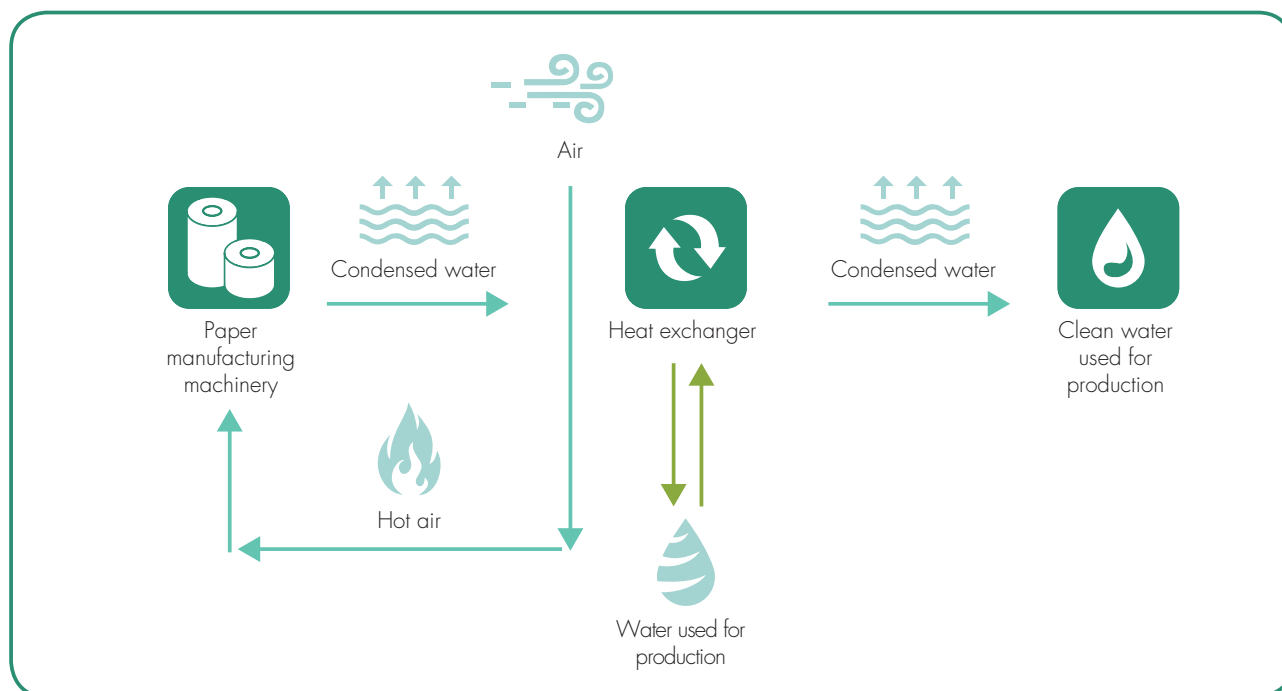 Air
Condensed water
Condensed water
Paper
manufacturing
machinery
Heat exchanger
Clean water
used for
production
Hot air
Water used for
production